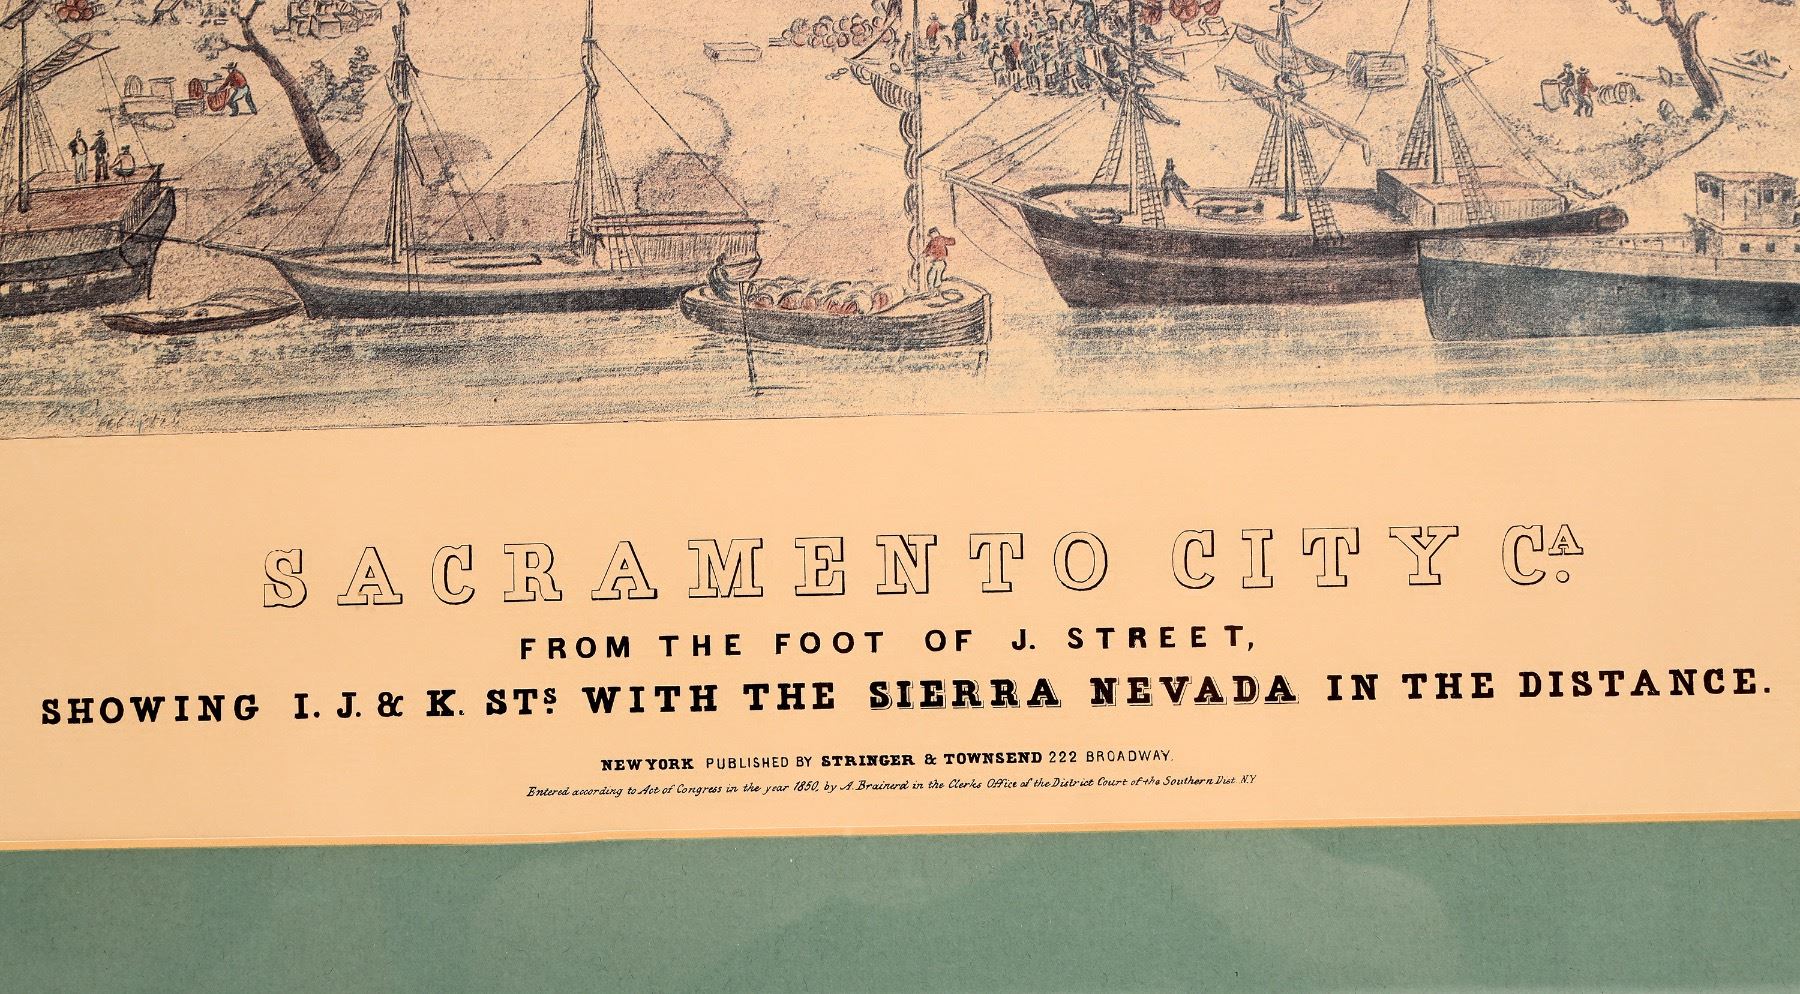 SACRAMENTO CITY CA.
FROM THE FOOT OF J. STREET,
SHOWING I. J. & K. STS. WITH THE SIERRA NEVADA IN THE DISTANCE.
NEW YORK PUBLISHED BY STRINGER & TOWNSEND 222 BROADWAY.
Entered according to Act of Congress in the year 1850, by A. Brainerd in the Clerks Office of the District Court of the Southern Dist. N.Y